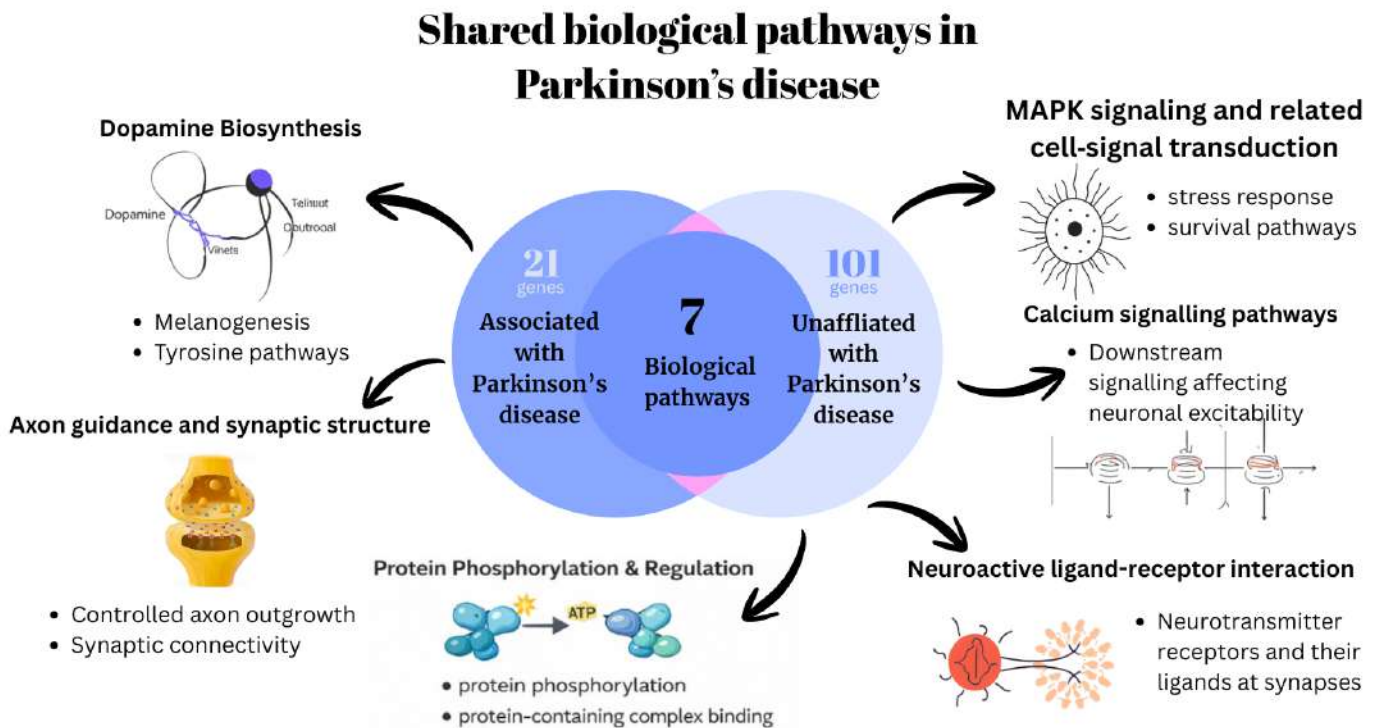 Shared biological pathways in
Parkinson's disease
Dopamine Biosynthesis
Dopamine
Telnuut
Doutrooal
Viinets
• Melanogenesis
• Tyrosine pathways
Axon guidance and synaptic structure
• Controlled axon outgrowth
• Synaptic connectivity
21
genes
Associated
with
Parkinson's
disease
7
Biological
pathways
101
genes
Unaffliated
with
Parkinson's
disease
Protein Phosphorylation & Regulation
ATP
• protein phosphorylation
• protein-containing complex binding
MAPK signaling and related
cell-signal transduction
• stress response
• survival pathways
Calcium signalling pathways
• Downstream
signalling affecting
neuronal excitability
Neuroactive ligand-receptor interaction
• Neurotransmitter
receptors and their
ligands at synapses